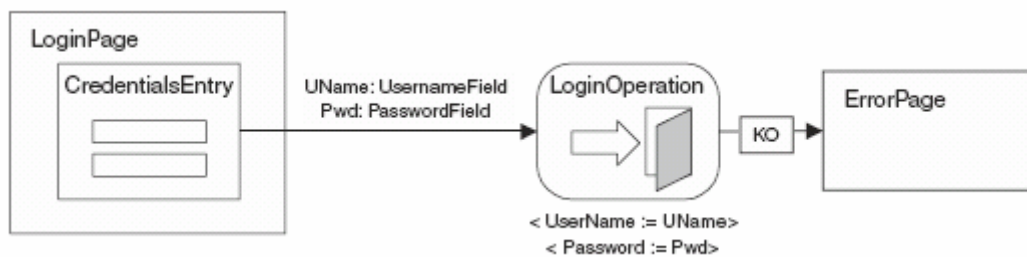 LoginPage
CredentialsEntry
UName: UsernameField
Pwd: PasswordField
LoginOperation
KO
ErrorPage
< UserName := UName>
< Password := Pwd>